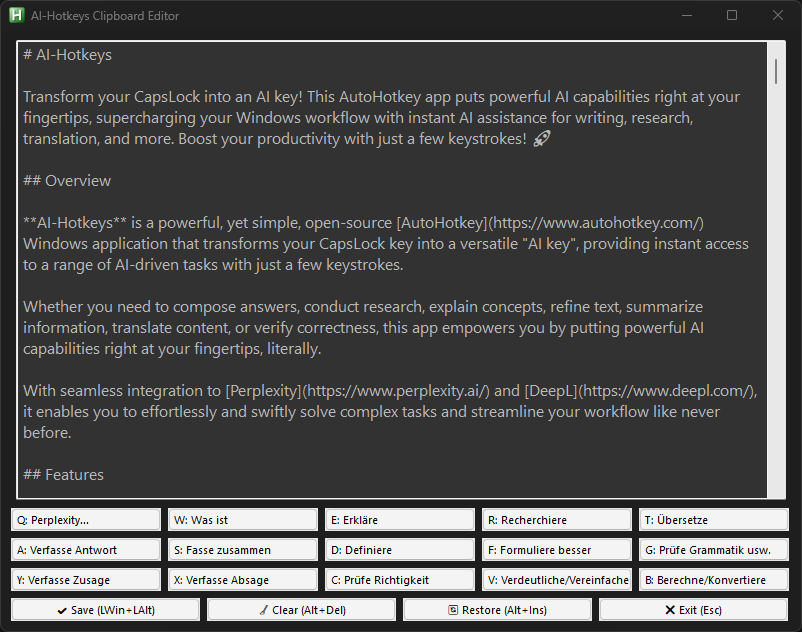 AI-Hotkeys Clipboard Editor
# AI-Hotkeys
Transform your CapsLock into an AI key! This AutoHotkey app puts powerful AI capabilities right at your
fingertips, supercharging your Windows workflow with instant AI assistance for writing, research,
translation, and more. Boost your productivity with just a few keystrokes! 🚀
## Overview
**AI-Hotkeys** is a powerful, yet simple, open-source [AutoHotkey](https://www.autohotkey.com/)
Windows application that transforms your CapsLock key into a versatile "AI key", providing instant access
to a range of AI-driven tasks with just a few keystrokes.
Whether you need to compose answers, conduct research, explain concepts, refine text, summarize
information, translate content, or verify correctness, this app empowers you by putting powerful AI
capabilities right at your fingertips, literally.
With seamless integration to [Perplexity](https://www.perplexity.ai/) and [DeepL](https://www.deepl.com/),
it enables you to effortlessly and swiftly solve complex tasks and streamline your workflow like never
before.
## Features
Q: Perplexity... W: Was ist E: Erkläre R: Recherchiere T: Übersetze
A: Verfasse Antwort S: Fasse zusammen D: Definiere F: Formuliere besser G: Prüfe Grammatik usw.
Y: Verfasse Zusage X: Verfasse Absage C: Prüfe Richtigkeit V: Verdeutliche/Vereinfache B: Berechne/Konvertiere
Save (LWin+LAlt) Clear (Alt+Del) Restore (Alt+Ins) Exit (Esc)